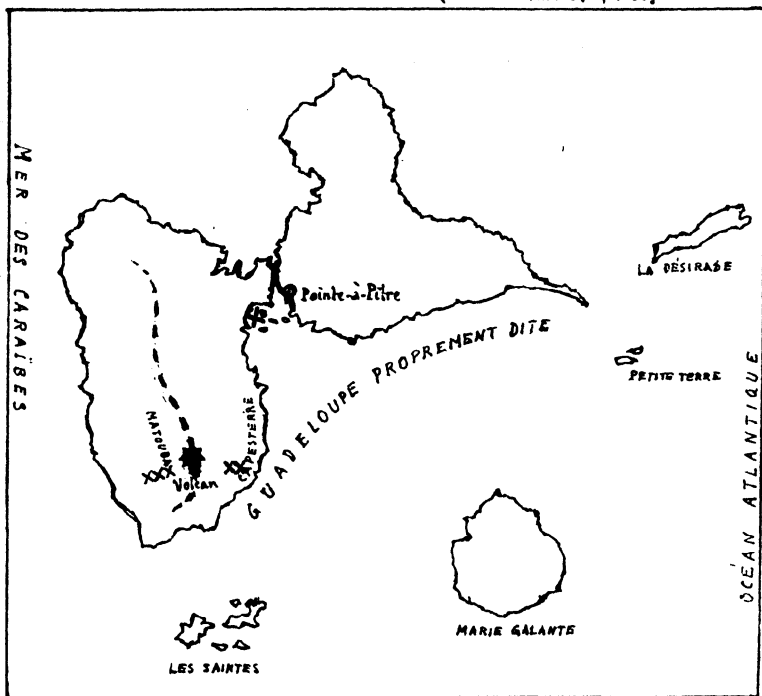 MER DES CARAÏBES
Pointe-à-Pitre
LA DÉSIRADE
GUADELOUPE PROPREMENT DITE
PETITE TERRE
OCÉAN ATLANTIQUE
MATOUBA
CAPESTERRE
Volcan
MARIE GALANTE
LES SAINTES